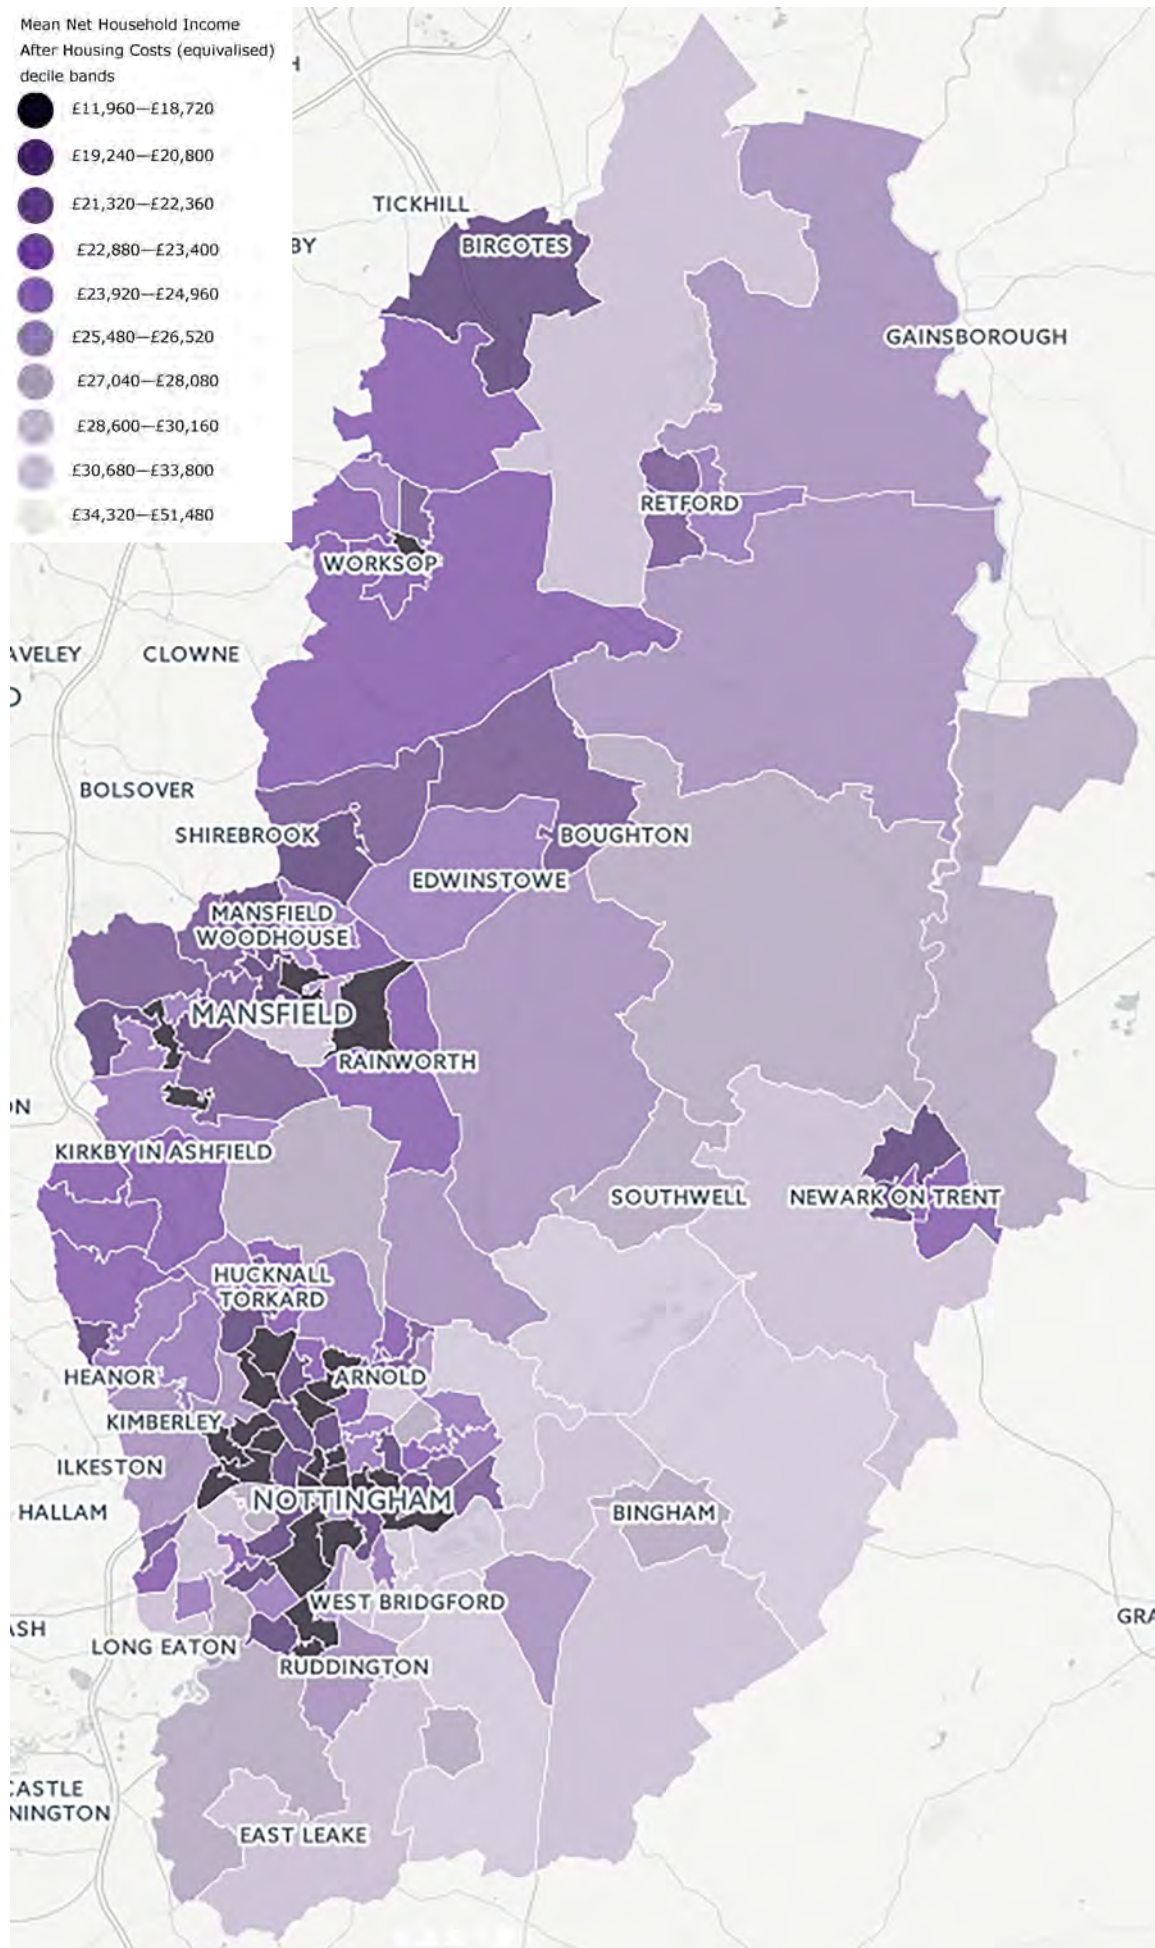 Mean Net Household Income
After Housing Costs (equivalised)
decile bands
£11,960—£18,720
£19,240—£20,800
£21,320—£22,360
£22,880—£23,400
£23,920—£24,960
£25,480—£26,520
£27,040—£28,080
£28,600—£30,160
£30,680—£33,800
£34,320—£51,480
H
TICKHILL
BY
BIRCOTES
GAINSBOROUGH
RETFORD
WORKSOP
AVELEY
CLOWNE
D
BOLSOVER
SHIREBROOK
BOUGHTON
EDWINSTOWE
MANSFIELD
WOODHOUSE
MANSFIELD
RAINWORTH
ON
KIRKBY IN ASHFIELD
SOUTHWELL
NEWARK ON TRENT
HUCKNALL
TORKARD
HEANOR
ARNOLD
KIMBERLEY
ILKESTON
HALLAM
NOTTINGHAM
BINGHAM
WEST BRIDGFORD
GRA
ASH
LONG EATON
RUDDINGTON
CASTLE
NINGTON
EAST LEAKE